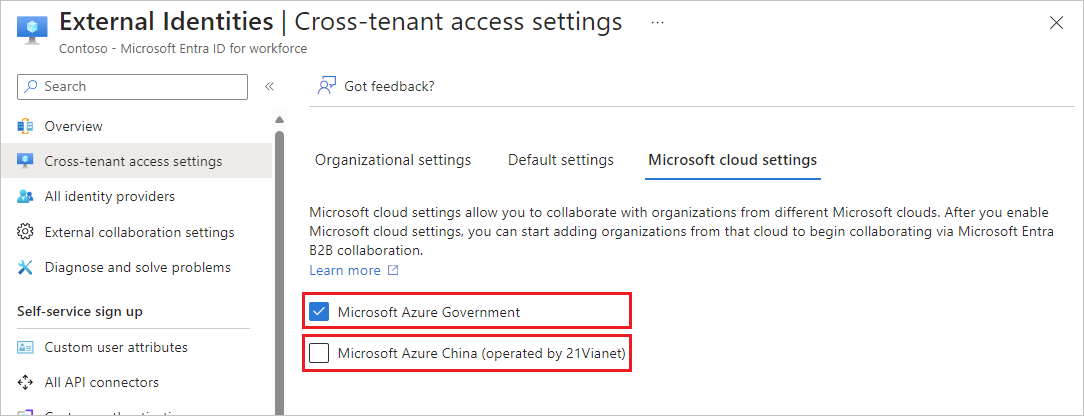 External Identities | Cross-tenant access settings ...
Contoso - Microsoft Entra ID for workforce
Search
Got feedback?
Overview
Cross-tenant access settings
All identity providers
External collaboration settings
Diagnose and solve problems
Self-service sign up
Custom user attributes
All API connectors
Organizational settings
Default settings
Microsoft cloud settings
Microsoft cloud settings allow you to collaborate with organizations from different Microsoft clouds. After you enable
Microsoft cloud settings, you can start adding organizations from that cloud to begin collaborating via Microsoft Entra
B2B collaboration.
Learn more
Microsoft Azure Government
Microsoft Azure China (operated by 21Vianet)